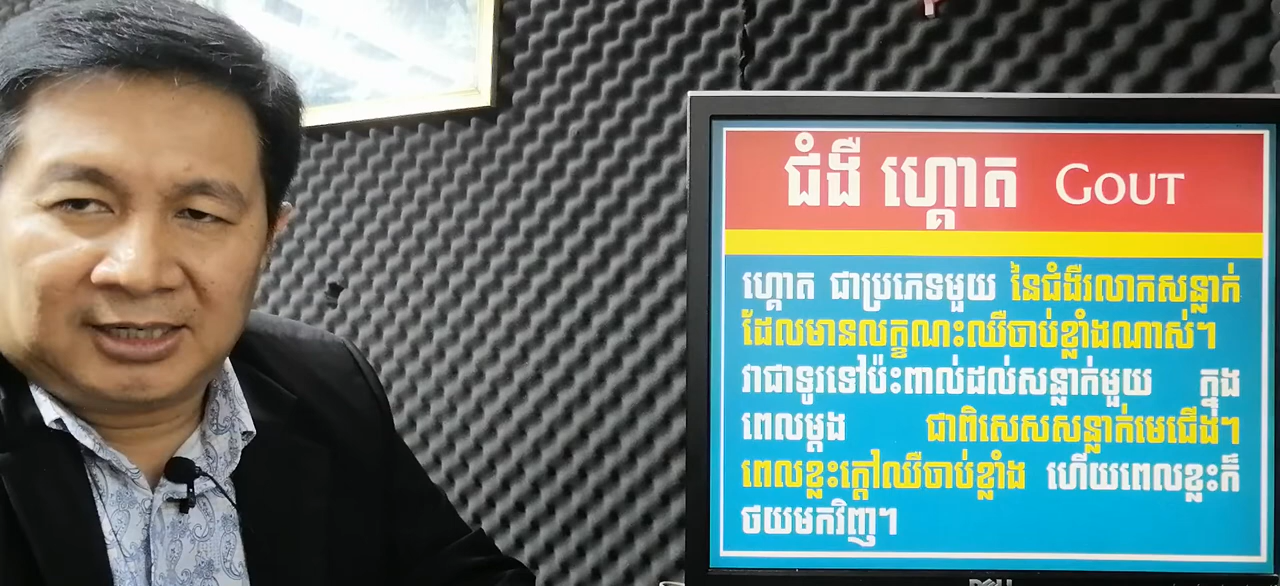 ជំងឺ ហ្គោត GOUT
ហ្គោត ជាប្រភេទមួយ នៃជំងឺរលាកសន្លាក់
ដែលមានលក្ខណះឈឺចាប់ខ្លាំងណាស់។
វាជាទូរទៅប៉ះពាល់ដល់សន្លាក់មួយ ក្នុង
ពេលម្តង ជាពិសេសសន្លាក់មេជើង។
ពេលខ្លះក្តៅឈឺចាប់ខ្លាំង ហើយពេលខ្លះក៏
ថយមកវិញ។